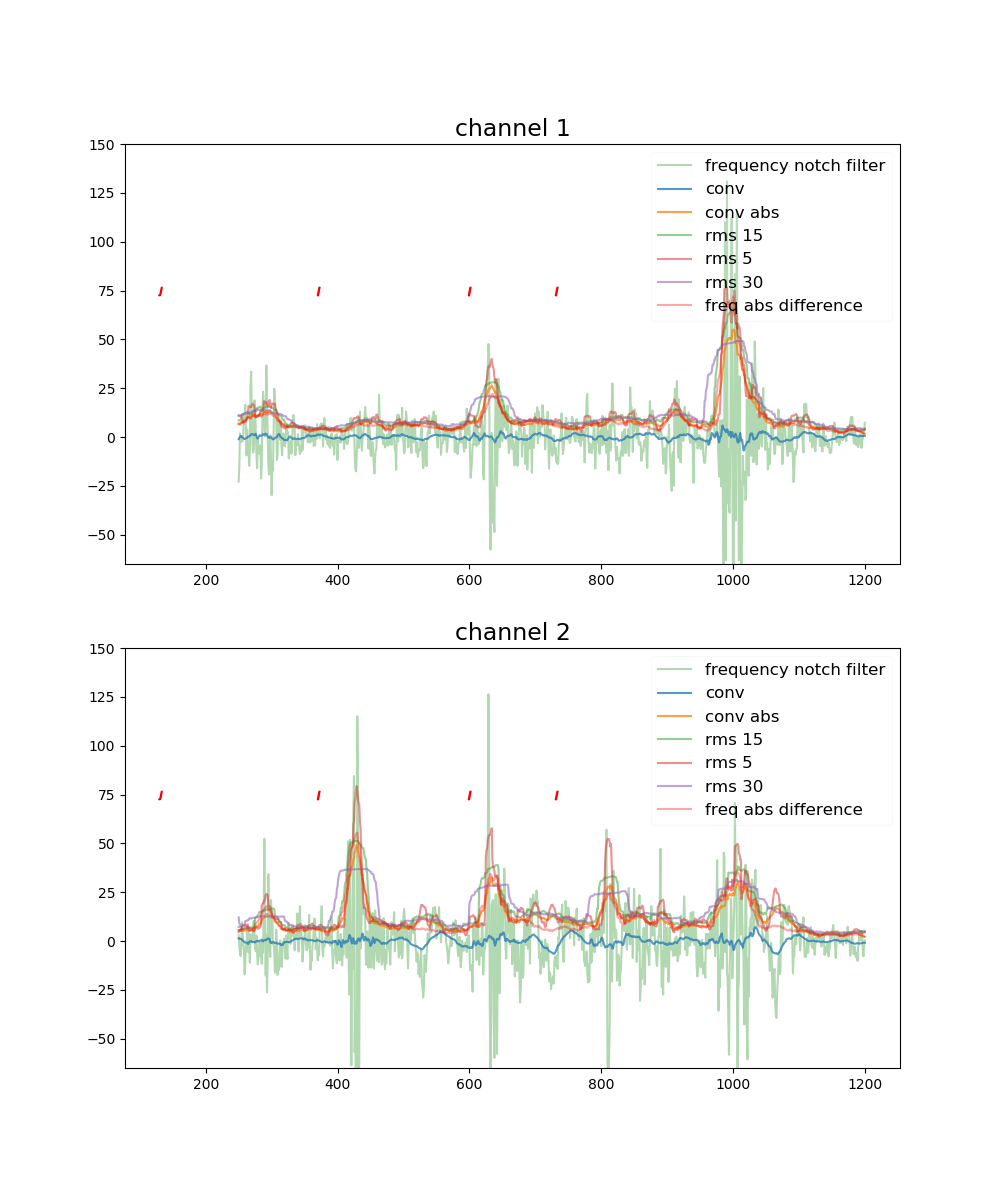 channel 1
150
125
100
75
50
25
0
−25
−50
200 400 600 800 1000 1200
frequency notch filter
conv
conv abs
rms 15
rms 5
rms 30
freq abs difference
channel 2
150
125
100
75
50
25
0
−25
−50
200 400 600 800 1000 1200
frequency notch filter
conv
conv abs
rms 15
rms 5
rms 30
freq abs difference